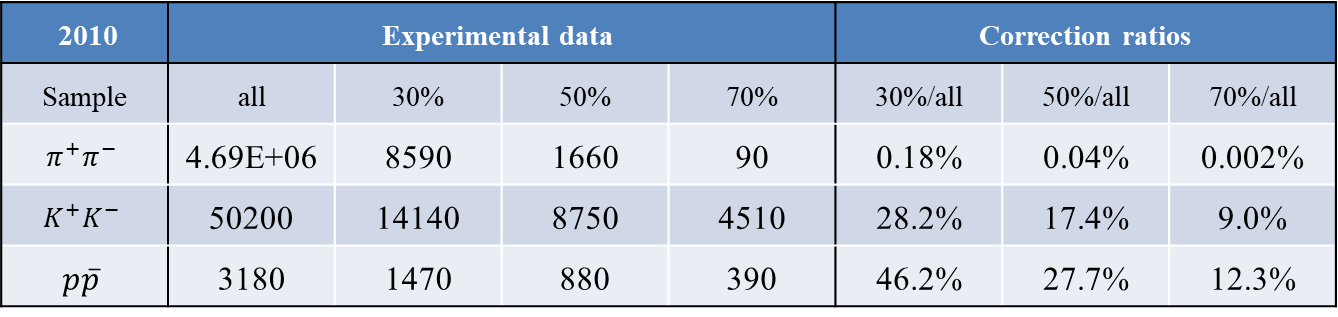 2010 Experimental data Correction ratios
Sample all 30% 50% 70% 30%/all 50%/all 70%/all
π⁺π⁻ 4.69E+06 8590 1660 90 0.18% 0.04% 0.002%
K⁺K⁻ 50200 14140 8750 4510 28.2% 17.4% 9.0%
pp̄ 3180 1470 880 390 46.2% 27.7% 12.3%